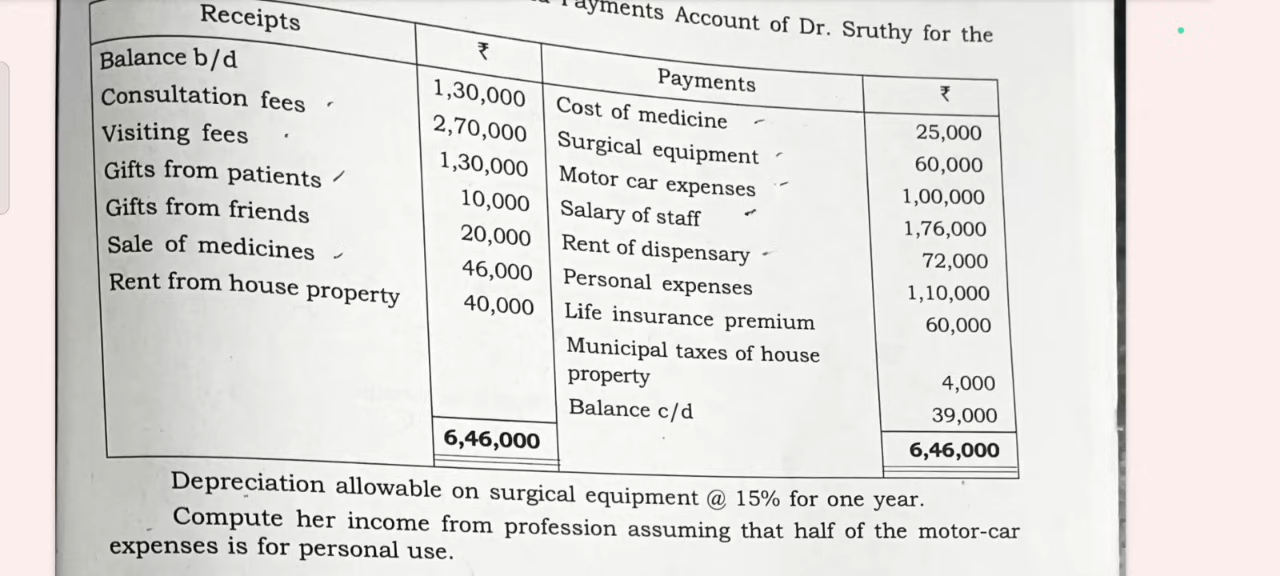 Payments Account of Dr. Sruthy for the
Receipts ₹ Payments ₹
Balance b/d 1,30,000 Cost of medicine 25,000
Consultation fees 2,70,000 Surgical equipment 60,000
Visiting fees 1,30,000 Motor car expenses 1,00,000
Gifts from patients 10,000 Salary of staff 1,76,000
Gifts from friends 20,000 Rent of dispensary 72,000
Sale of medicines 46,000 Personal expenses 1,10,000
Rent from house property 40,000 Life insurance premium 60,000
Municipal taxes of house
property 4,000
Balance c/d 39,000
6,46,000 6,46,000
Depreciation allowable on surgical equipment @ 15% for one year.
Compute her income from profession assuming that half of the motor-car
expenses is for personal use.